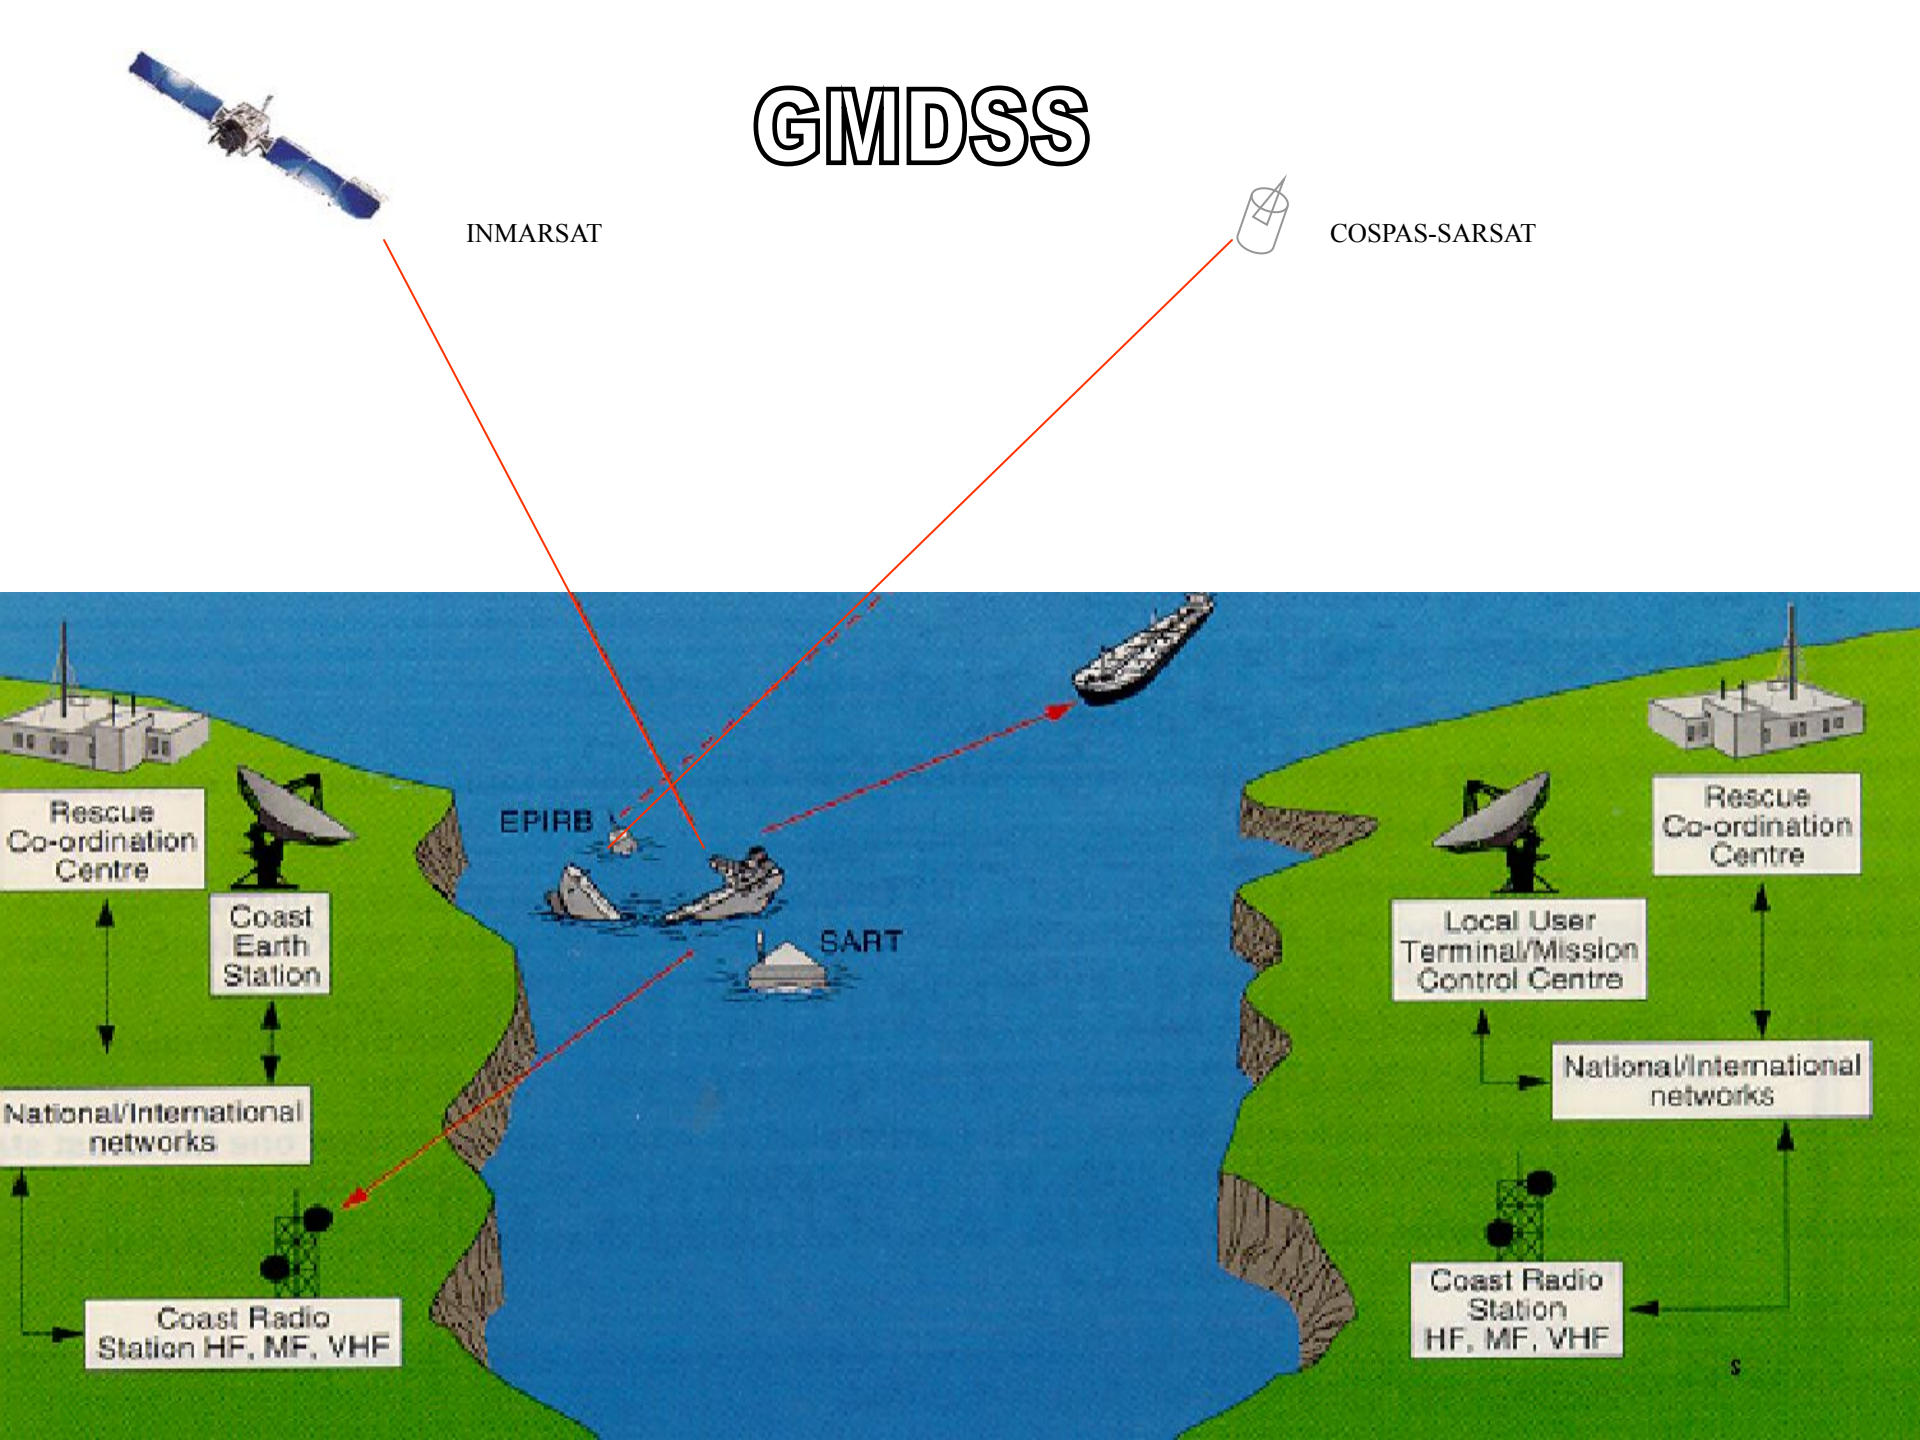 GMDSS
INMARSAT
COSPAS-SARSAT
EPIRB
SART
Rescue
Co-ordination
Centre
Coast
Earth
Station
National/International
networks
Coast Radio
Station HF, MF, VHF
Rescue
Co-ordination
Centre
Local User
Terminal/Mission
Control Centre
National/International
networks
Coast Radio
Station
HF, MF, VHF
s